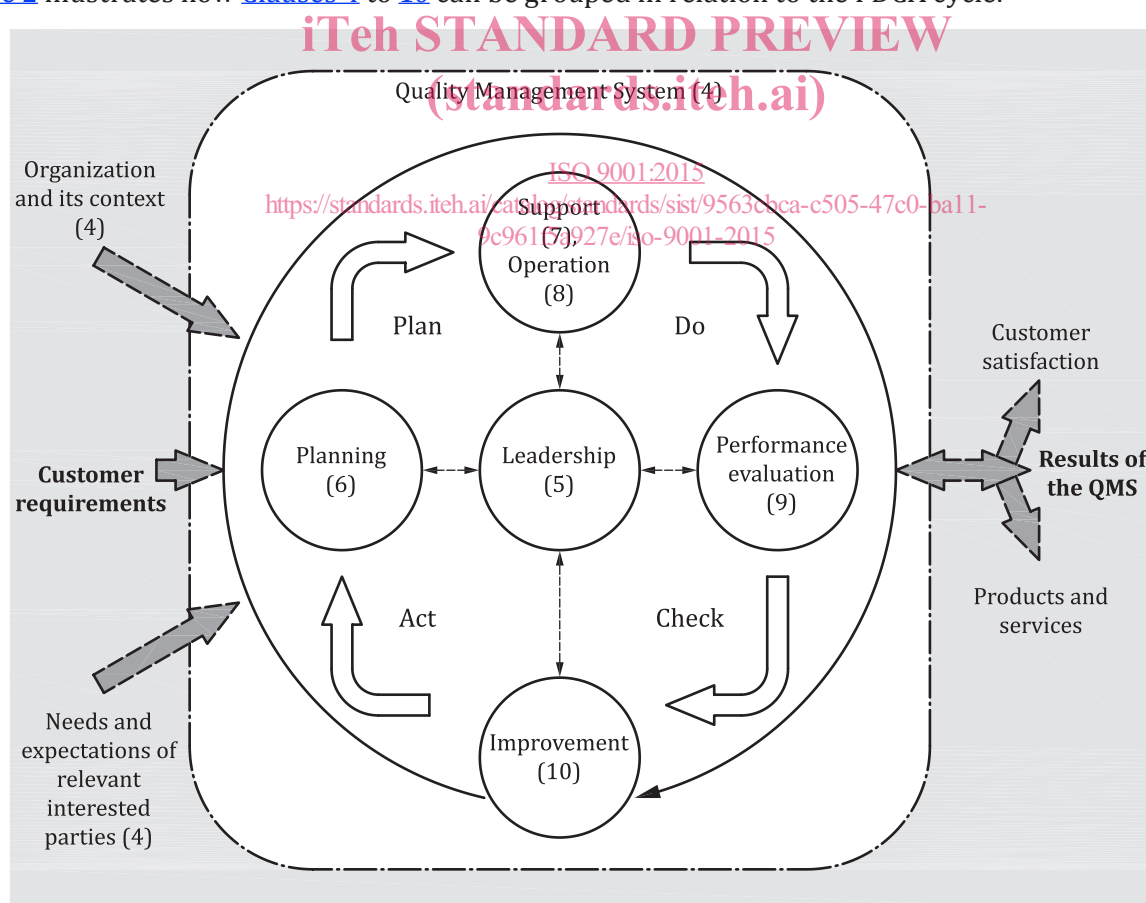 2 illustrates how Clauses 4 to 10 can be grouped in relation to the PDCA cycle.
iTeh STANDARD PREVIEW
(standards.iteh.ai)
Quality Management System (4)
ISO 9001:2015
https://standards.iteh.ai/catalog/standards/sist/9563cbca-c505-47c0-ba11-
9c961f5a927e/iso-9001-2015
Organization
and its context
(4)
Support
(7),
Operation
(8)
Plan
Do
Customer
satisfaction
Customer
requirements
Planning
(6)
Leadership
(5)
Performance
evaluation
(9)
Results of
the QMS
Products and
services
Act
Check
Needs and
expectations of
relevant
interested
parties (4)
Improvement
(10)